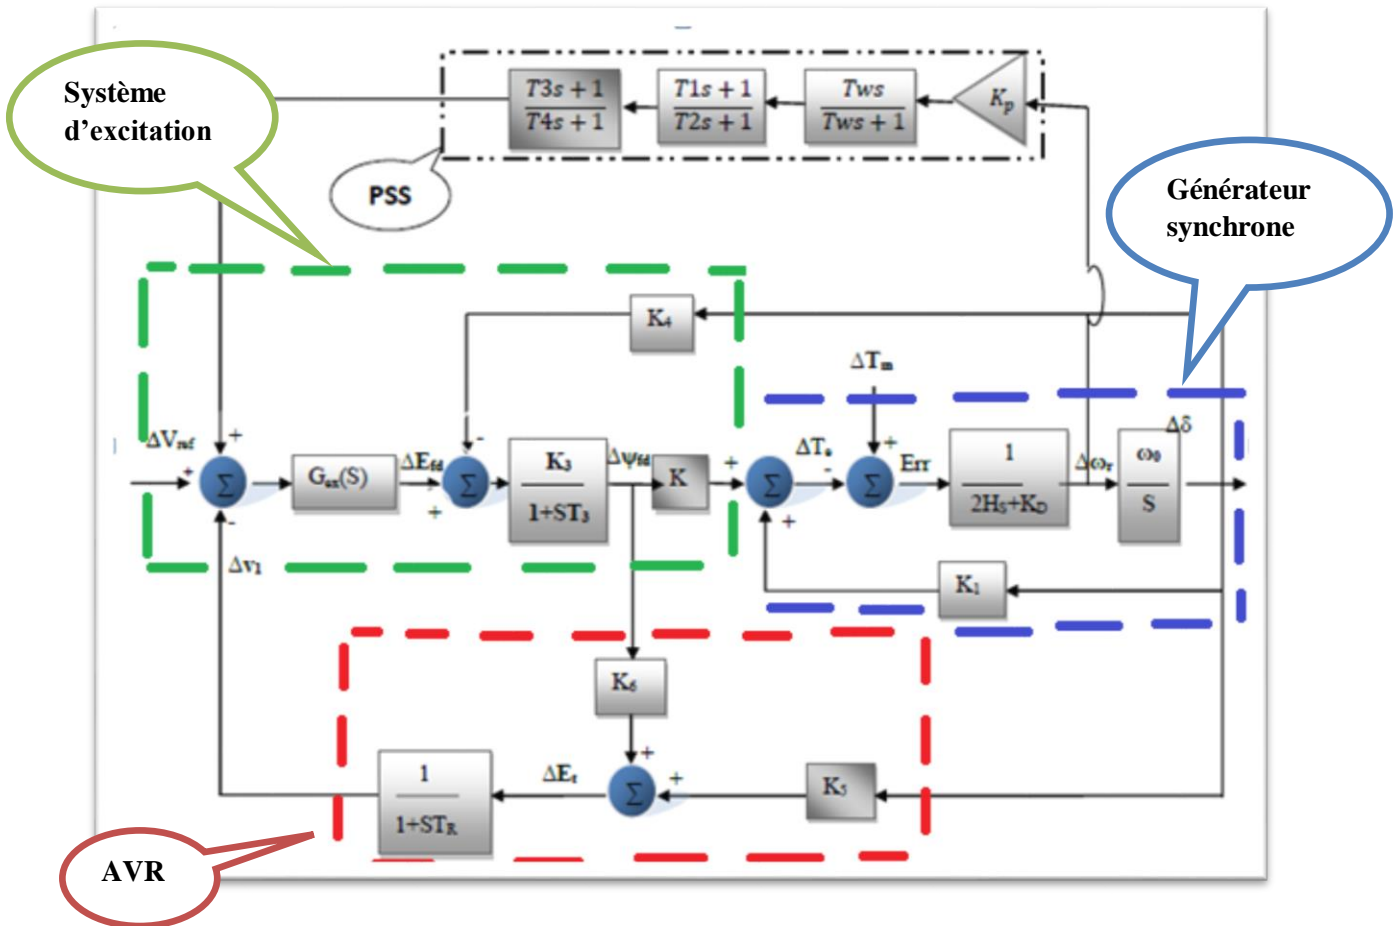 Système
d'excitation
T3s + 1
T4s + 1
T1s + 1
T2s + 1
Tws
Tws + 1
Kp
PSS
Générateur
synchrone
K4
ΔTm
ΔVref
+
+
-
Σ
Gex(S)
ΔEfd
-
+
Σ
K3
1+ST3
Δψfd
K
+
+
Σ
ΔTe
-
+
Σ
Err
1
2HS+KD
Δωr
ω0
S
Δδ
Δv1
K1
K6
+
+
Σ
K5
ΔEt
1
1+STR
AVR